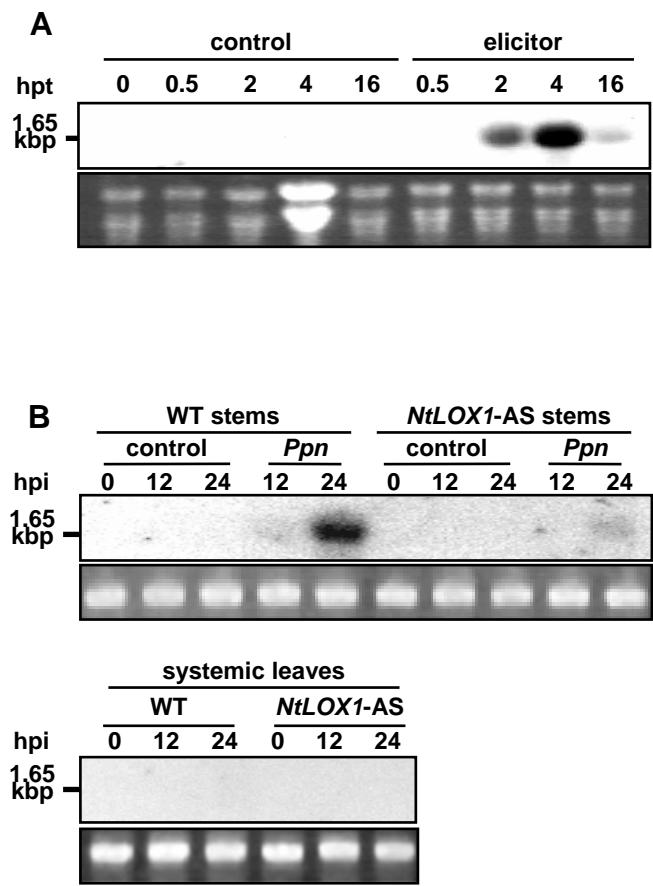 A
control elicitor
hpt 0 0.5 2 4 16 0.5 2 4 16
1.65
kbp
B
WT stems NtLOX1-AS stems
control Ppn control Ppn
hpi 0 12 24 12 24 0 12 24 12 24
1.65
kbp
systemic leaves
WT NtLOX1-AS
hpi 0 12 24 0 12 24
1.65
kbp